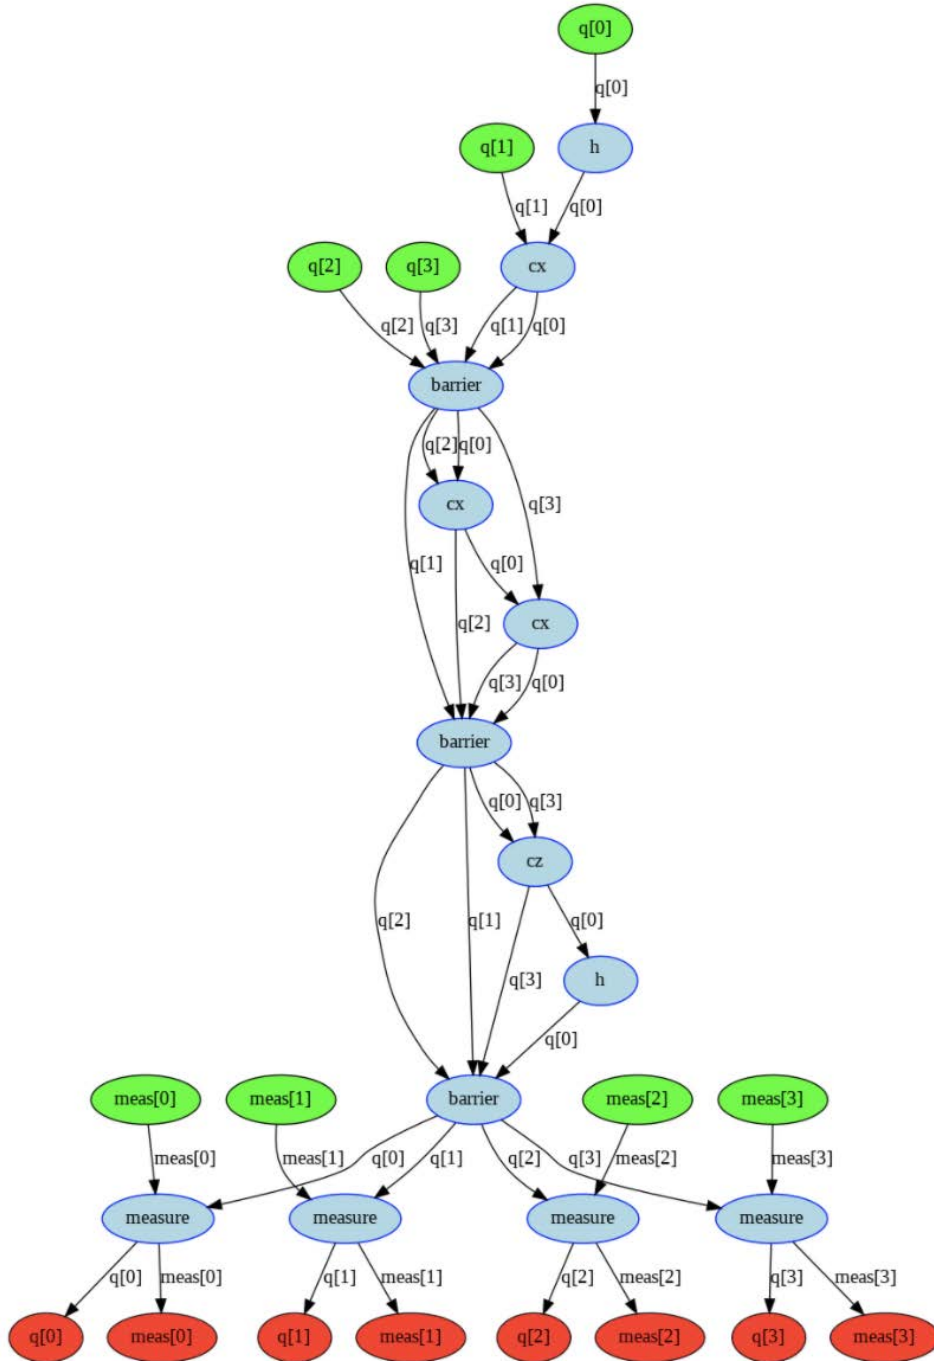 q[0]
q[0]
q[1] h
q[1] q[0]
q[2] q[3] cx
q[2] q[3] q[1] q[0]
barrier
q[2] q[0]
cx q[3]
q[1] q[0]
q[2] cx
q[3] q[0]
barrier
q[0] q[3]
cz
q[2] q[1] q[0]
q[3] h
q[0]
meas[0] meas[1] barrier meas[2] meas[3]
meas[0] meas[1] q[0] q[1] q[2] q[3] meas[2] meas[3]
measure measure measure measure
q[0] meas[0] q[1] meas[1] q[2] meas[2] q[3] meas[3]
q[0] meas[0] q[1] meas[1] q[2] meas[2] q[3] meas[3]